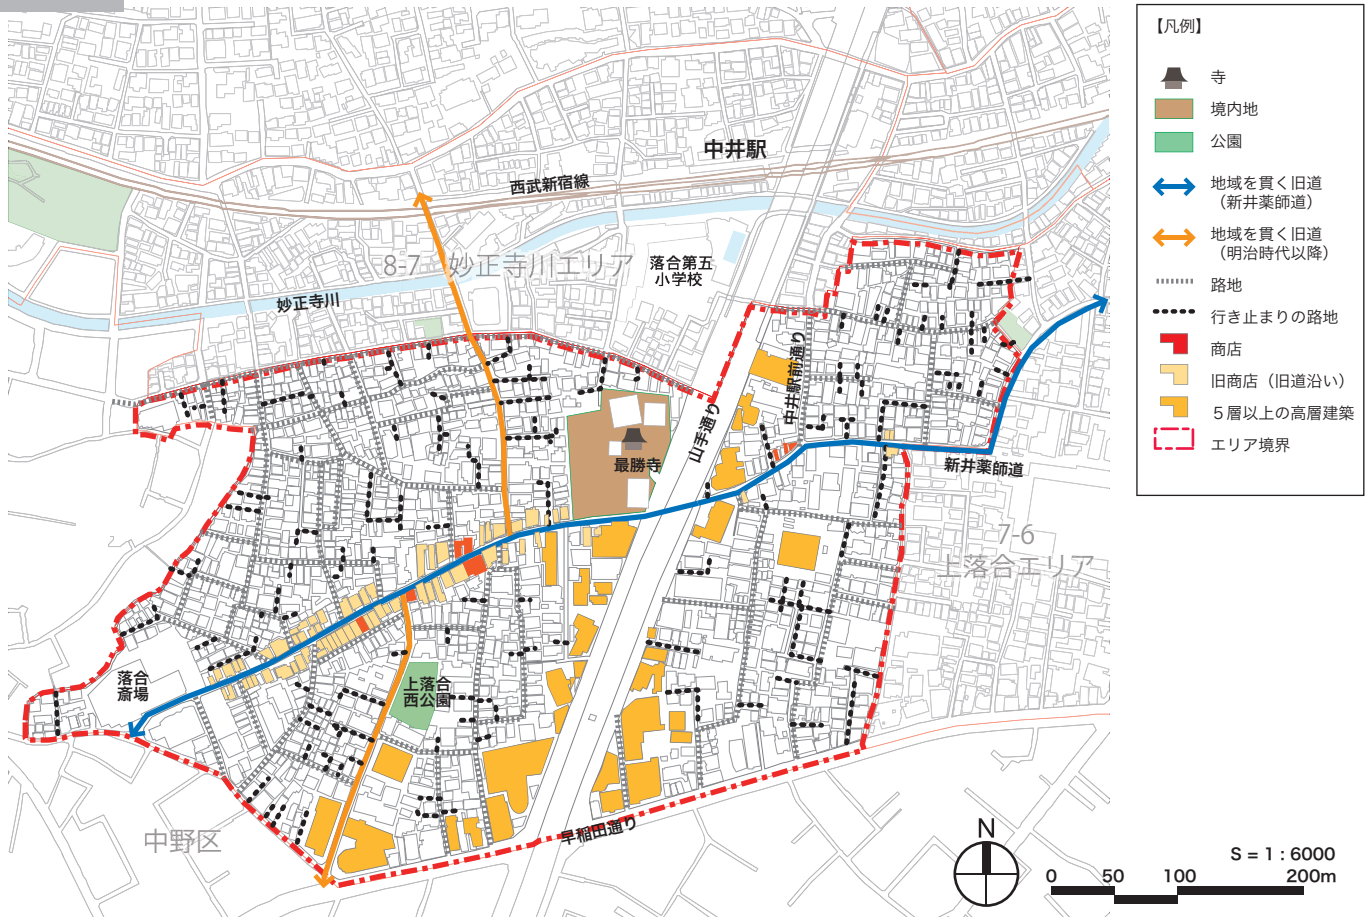 中井駅
西武新宿線
8-7 妙正寺川エリア
落合第五
小学校
妙正寺川
中井駅前通り
山手通り
最勝寺
新井薬師道
7-6
上落合エリア
落合
斎場
上落合
西公園
早稲田通り
中野区
【凡例】
寺
境内地
公園
地域を貫く旧道
（新井薬師道）
地域を貫く旧道
（明治時代以降）
路地
行き止まりの路地
商店
旧商店（旧道沿い）
５層以上の高層建築
エリア境界
N
S = 1 : 6000
0 50 100 200m